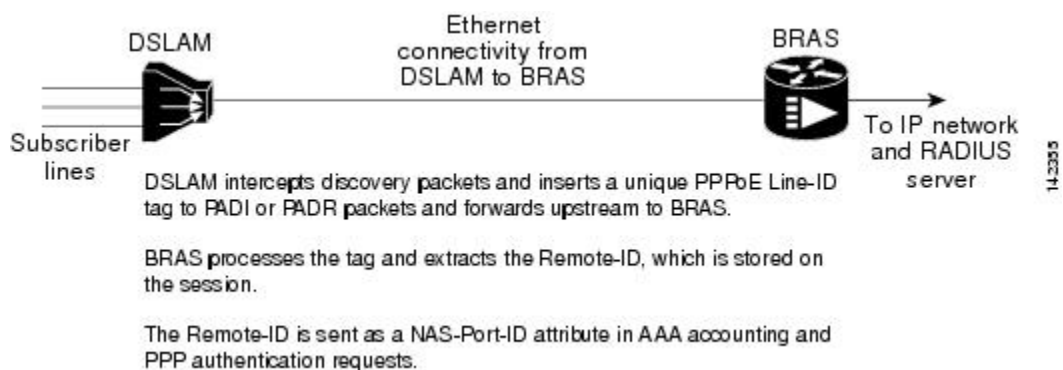 Ethernet
connectivity from
DSLAM to BRAS
DSLAM
BRAS
Subscriber
lines
To IP network
and RADIUS
server
142355
DSLAM intercepts discovery packets and inserts a unique PPPoE Line-ID
tag to PADI or PADR packets and forwards upstream to BRAS.
BRAS processes the tag and extracts the Remote-ID, which is stored on
the session.
The Remote-ID is sent as a NAS-Port-ID attribute in AAA accounting and
PPP authentication requests.